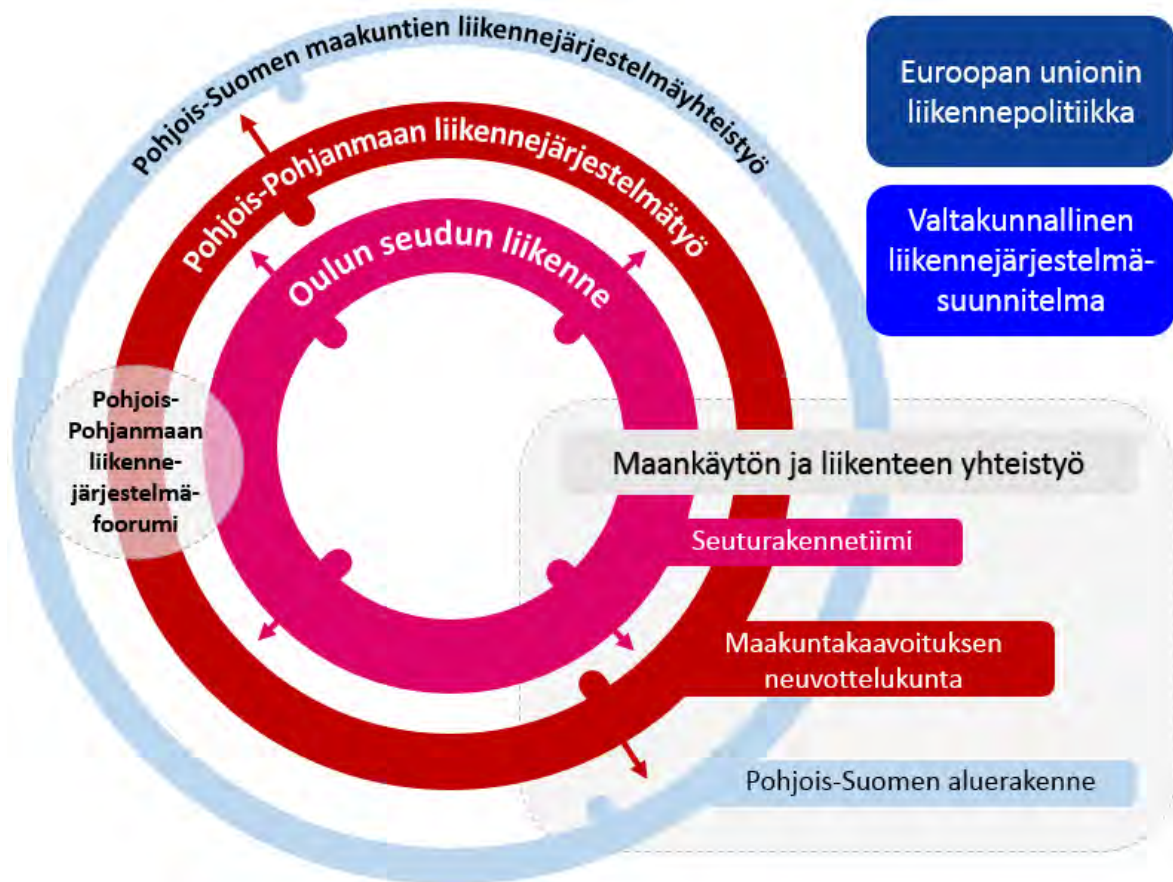 Pohjois-Suomen maakuntien liikennejärjestelmäyhteistyö
Pohjois-Pohjanmaan liikennejärjestelmätyö
Oulun seudun liikenne
Euroopan unionin
liikennepolitiikka
Valtakunnallinen
liikennejärjestelmä-
suunnitelma
Pohjois-
Pohjanmaan
liikenne-
järjestelmä-
foorumi
Maankäytön ja liikenteen yhteistyö
Seuturakennetiimi
Maakuntakaavoituksen
neuvottelukunta
Pohjois-Suomen aluerakenne